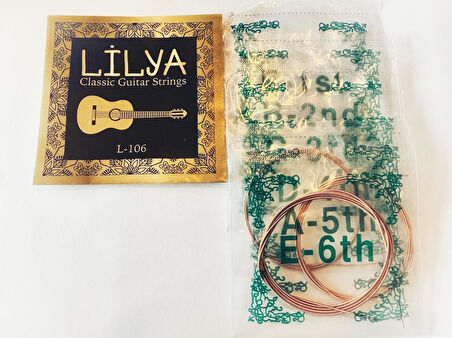 LİLYA
Classic Guitar Strings
L-106
1st
2nd
A-5th
E-6th